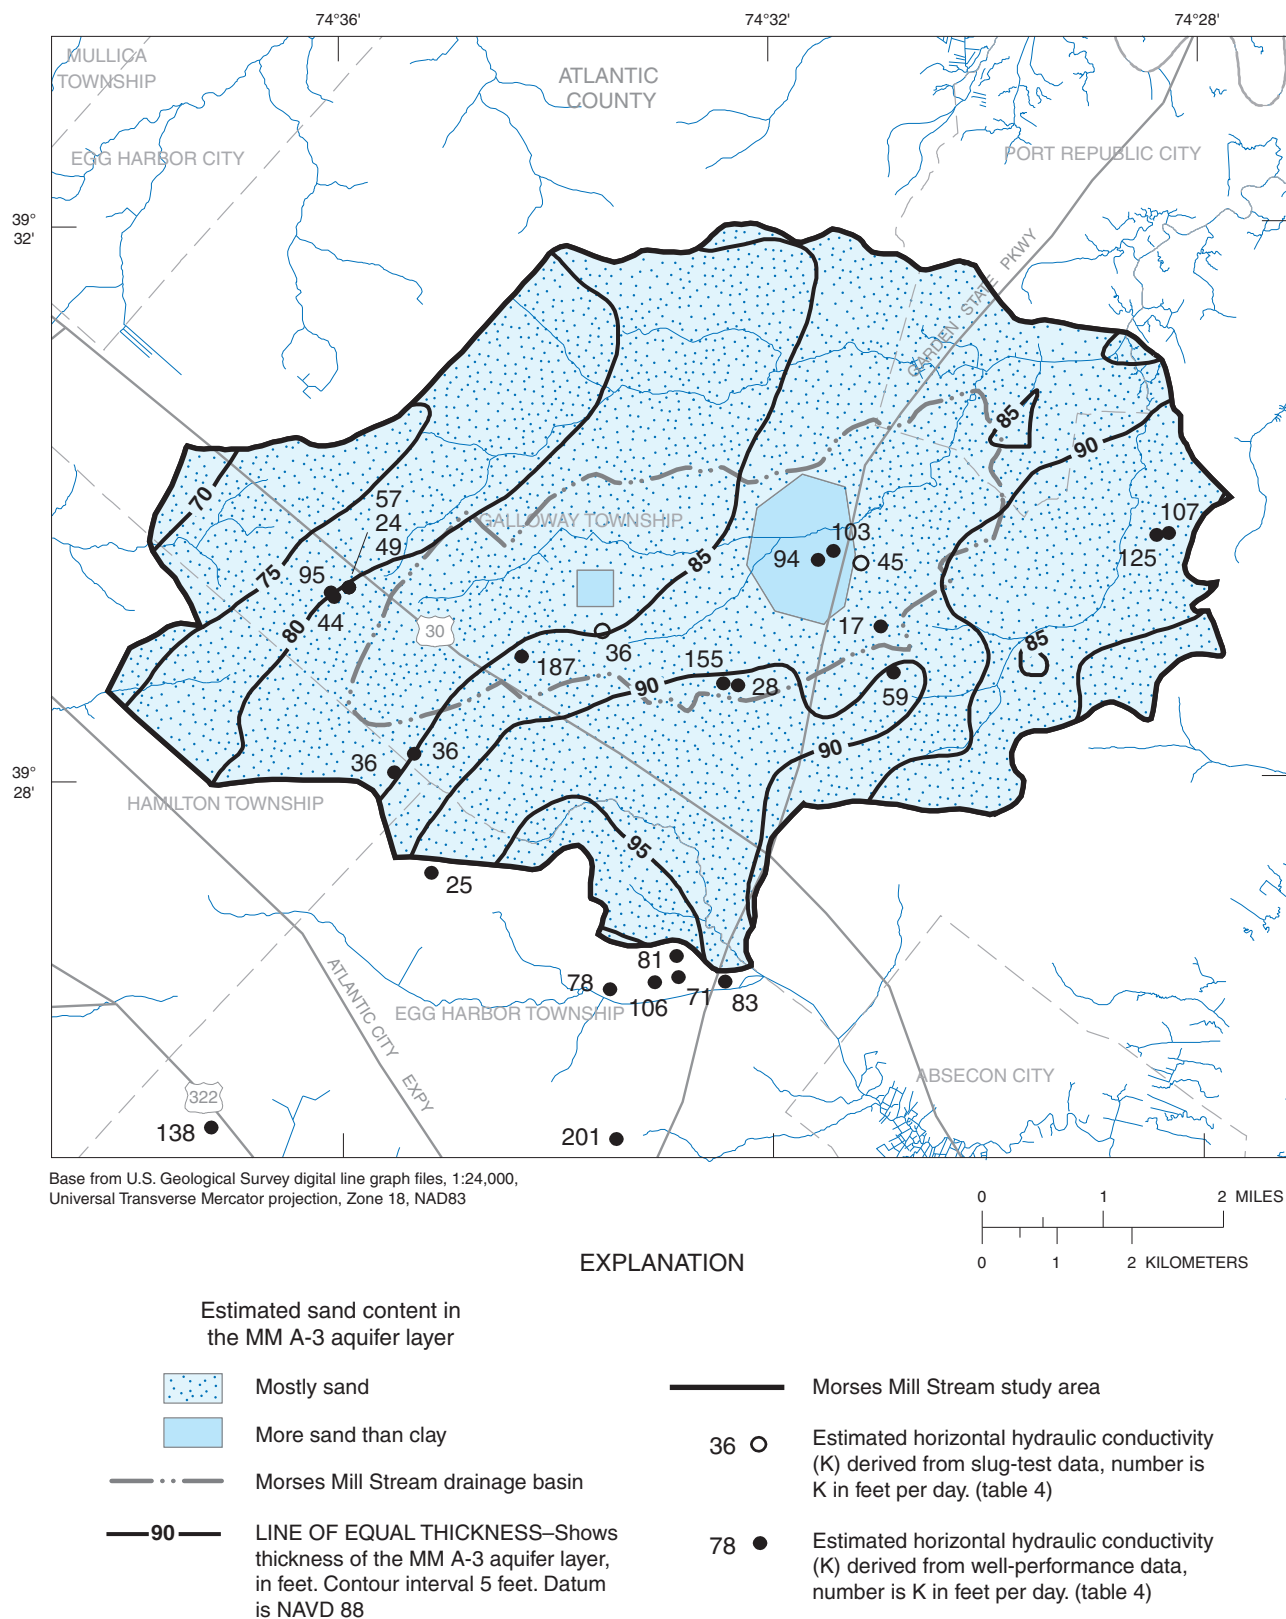 74°36'
74°32'
74°28'
MULLICA
TOWNSHIP
ATLANTIC
COUNTY
EGG HARBOR CITY
PORT REPUBLIC CITY
39°
32'
GARDEN STATE PKWY
85
90
70
57
24
49
GALLOWAY TOWNSHIP
107
103
85
94
45
125
75
95
44
80
30
17
36
85
187
155
90
28
59
36
90
36
39°
28'
HAMILTON TOWNSHIP
95
25
81
78
106
71
83
ATLANTIC CITY EXPY
EGG HARBOR TOWNSHIP
322
ABSECON CITY
138
201
Base from U.S. Geological Survey digital line graph files, 1:24,000,
Universal Transverse Mercator projection, Zone 18, NAD83
0 1 2 MILES
0 1 2 KILOMETERS
EXPLANATION
Estimated sand content in
the MM A-3 aquifer layer
Mostly sand
More sand than clay
Morses Mill Stream drainage basin
90
LINE OF EQUAL THICKNESS–Shows
thickness of the MM A-3 aquifer layer,
in feet. Contour interval 5 feet. Datum
is NAVD 88
Morses Mill Stream study area
36
Estimated horizontal hydraulic conductivity
(K) derived from slug-test data, number is
K in feet per day. (table 4)
78
Estimated horizontal hydraulic conductivity
(K) derived from well-performance data,
number is K in feet per day. (table 4)